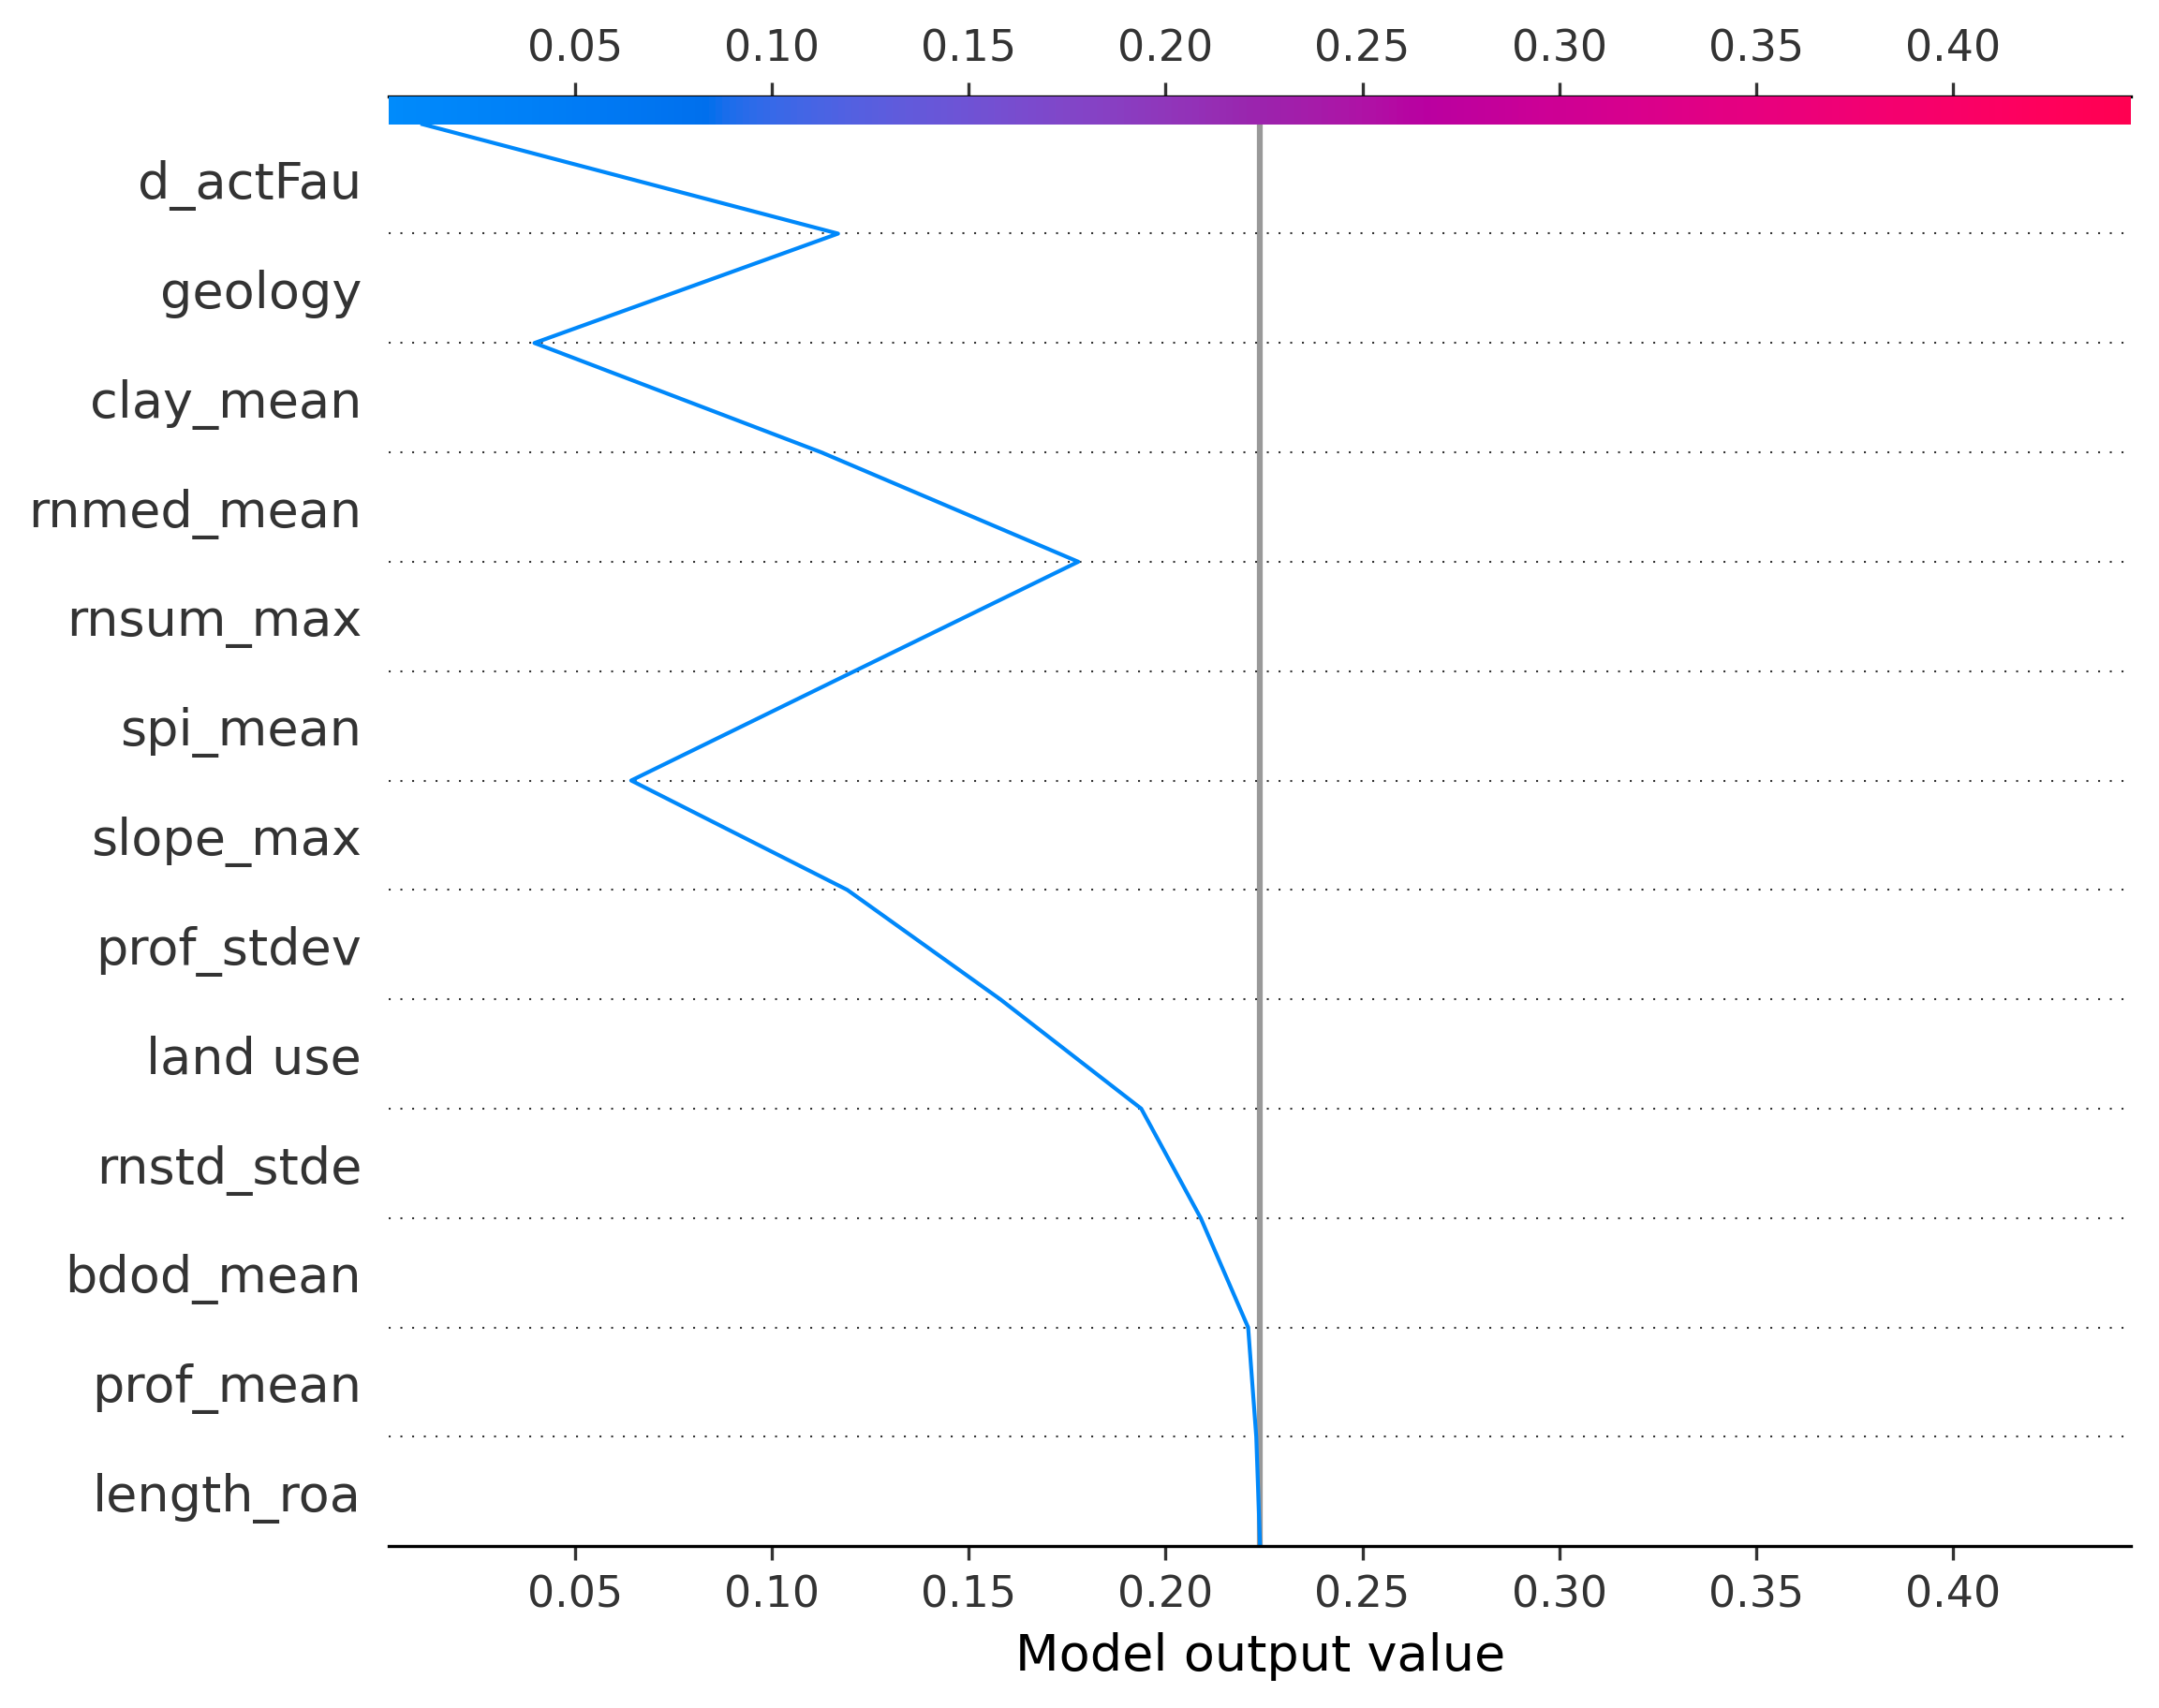 0.05 0.10 0.15 0.20 0.25 0.30 0.35 0.40
d_actFau
geology
clay_mean
rnmed_mean
rnsum_max
spi_mean
slope_max
prof_stdev
land use
rnstd_stde
bdod_mean
prof_mean
length_roa
0.05 0.10 0.15 0.20 0.25 0.30 0.35 0.40
Model output value